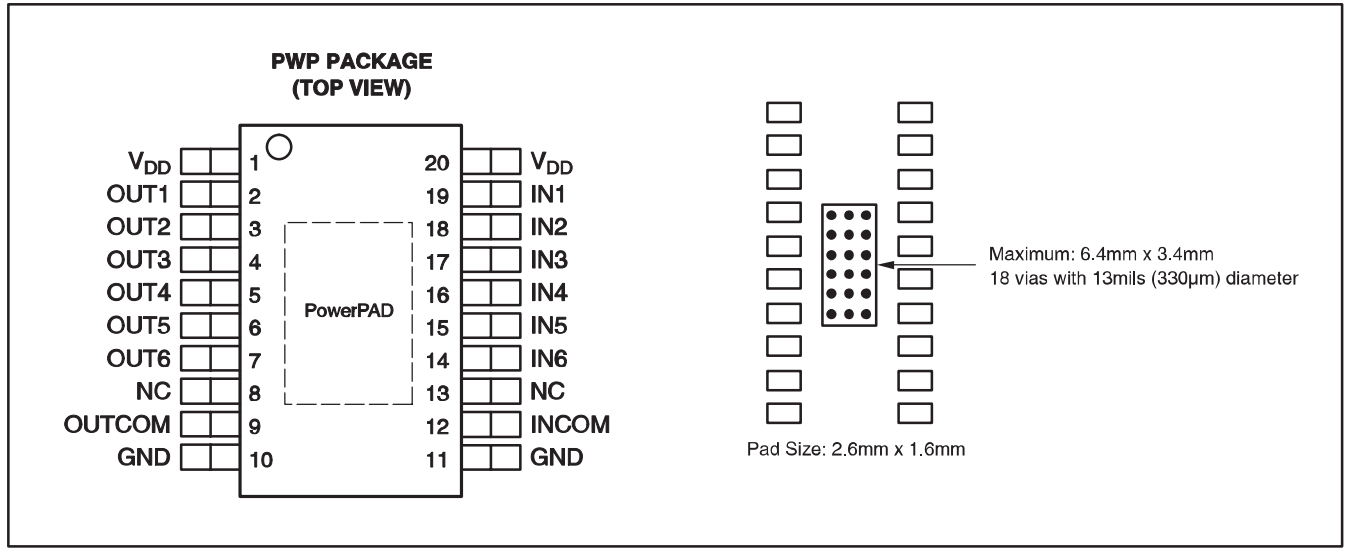 PWP PACKAGE
(TOP VIEW)
VDD 1 20 VDD
OUT1 2 19 IN1
OUT2 3 18 IN2
OUT3 4 17 IN3
OUT4 5 16 IN4
OUT5 6 15 IN5
OUT6 7 14 IN6
NC 8 13 NC
OUTCOM 9 12 INCOM
GND 10 11 GND
PowerPAD
Maximum: 6.4mm x 3.4mm
18 vias with 13mils (330μm) diameter
Pad Size: 2.6mm x 1.6mm